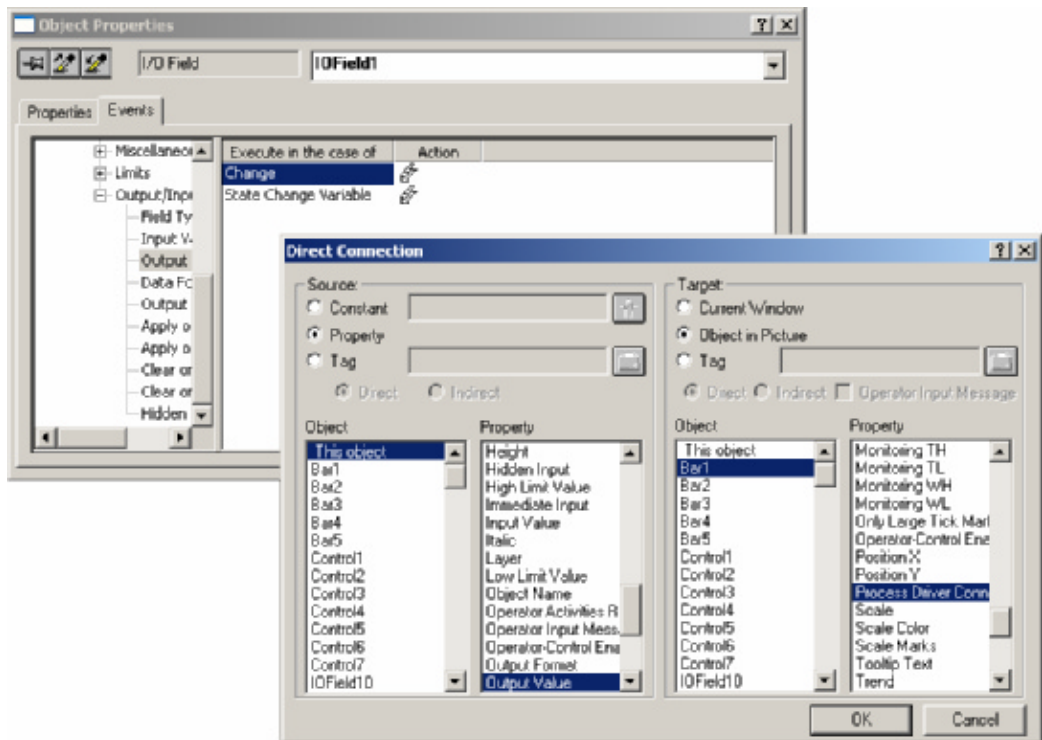 Object Properties
I/O Field
IOField1
Properties
Events
Miscellaneo
Limits
Output/Inp
Field Ty
Input V
Output
Data Fo
Output
Apply o
Apply o
Clear or
Clear or
Hidden
Execute in the case of
Action
Change
State Change Variable
Direct Connection
Source:
Constant
Property
Tag
Direct
Indirect
Object
This object
Bar1
Bar2
Bar3
Bar4
Bar5
Control1
Control2
Control3
Control4
Control5
Control6
Control7
IOField10
Property
Height
Hidden Input
High Limit Value
Immediate Input
Input Value
Italic
Layer
Low Limit Value
Object Name
Operator Activities R
Operator Input Mess
Operator-Control Ena
Output Format
Output Value
Target:
Current Window
Object in Picture
Tag
Direct
Indirect
Operator Input Message
Object
This object
Bar1
Bar2
Bar3
Bar4
Bar5
Control1
Control2
Control3
Control4
Control5
Control6
Control7
IOField10
Property
Monitoring TH
Monitoring TL
Monitoring WH
Monitoring WL
Only Large Tick Marl
Operator-Control Ena
Position X
Position Y
Process Driver Conn
Scale
Scale Color
Scale Marks
Tooltip Text
Trend
OK
Cancel